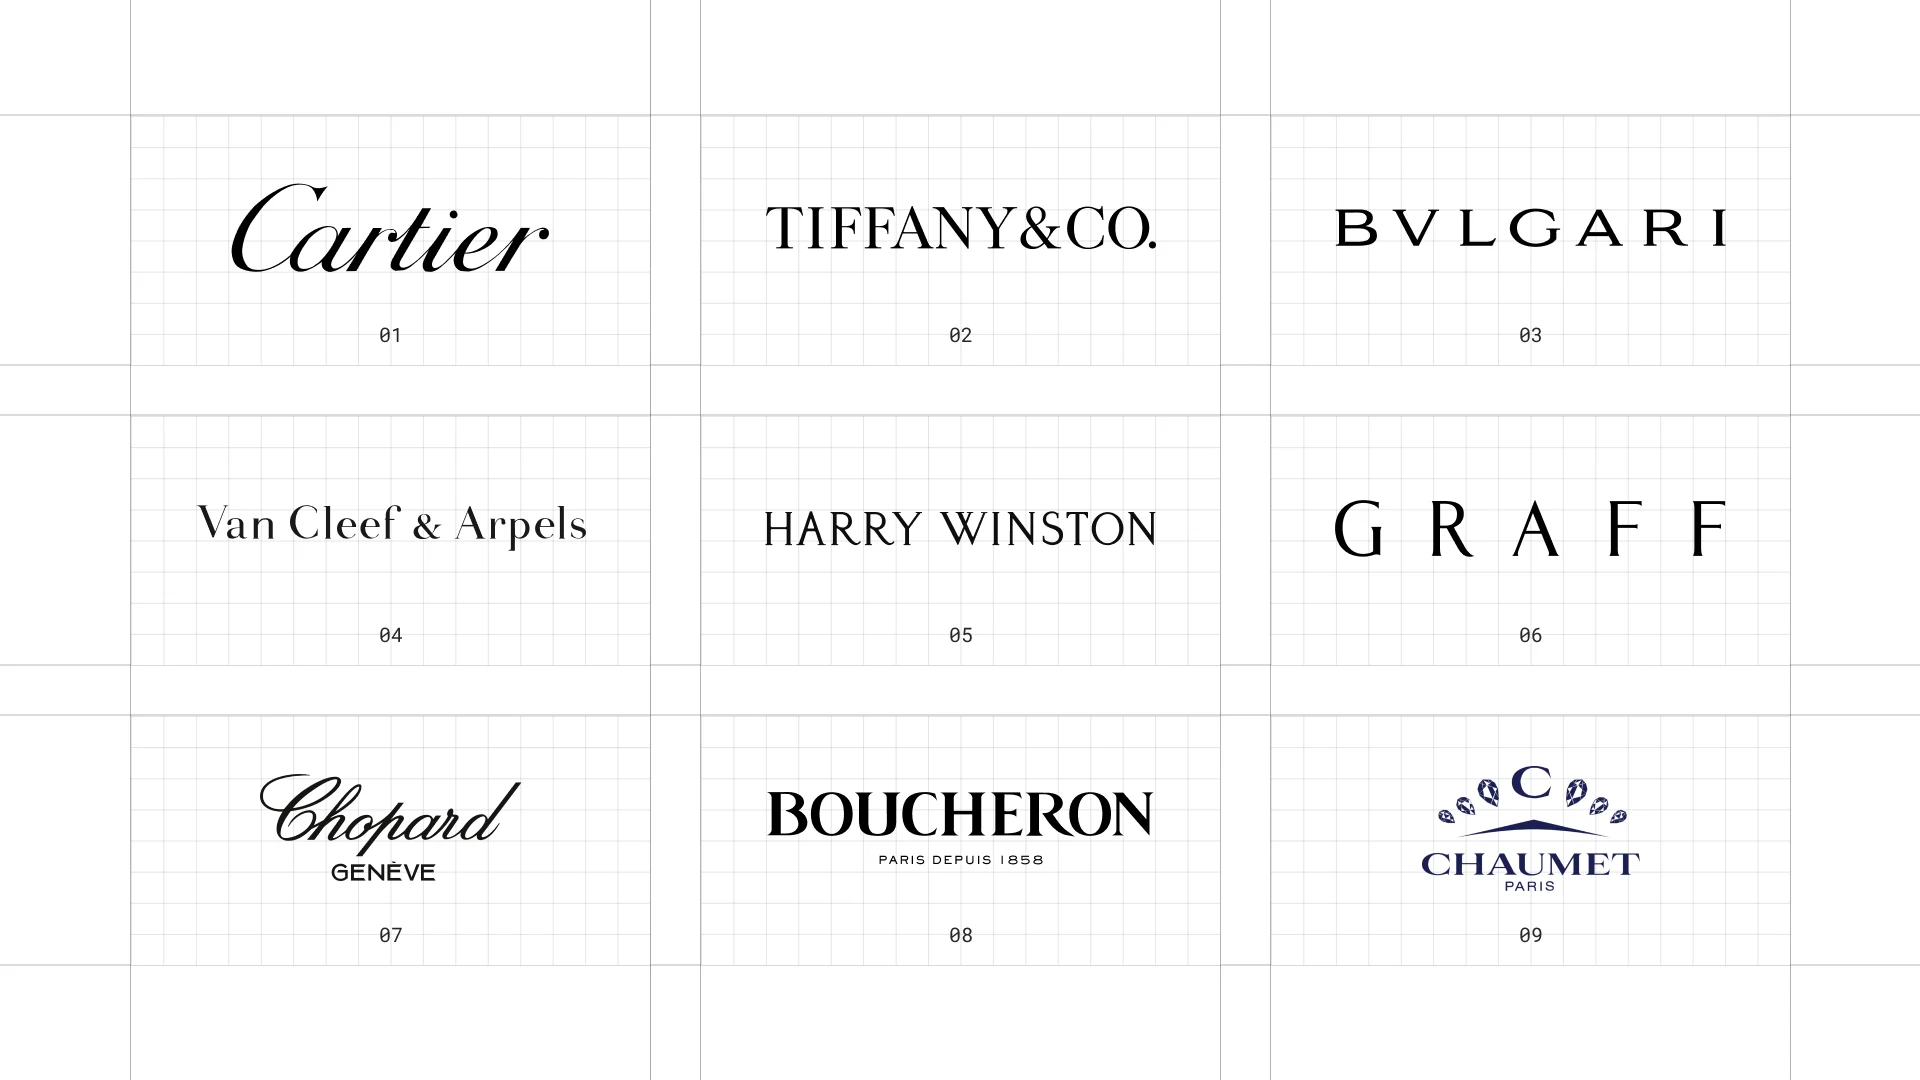 Cartier
01
TIFFANY&CO.
02
BVLGARI
03
Van Cleef & Arpels
04
HARRY WINSTON
05
GRAFF
06
Chopard
GENÈVE
07
BOUCHERON
PARIS DEPUIS 1858
08
C
CHAUMET
PARIS
09